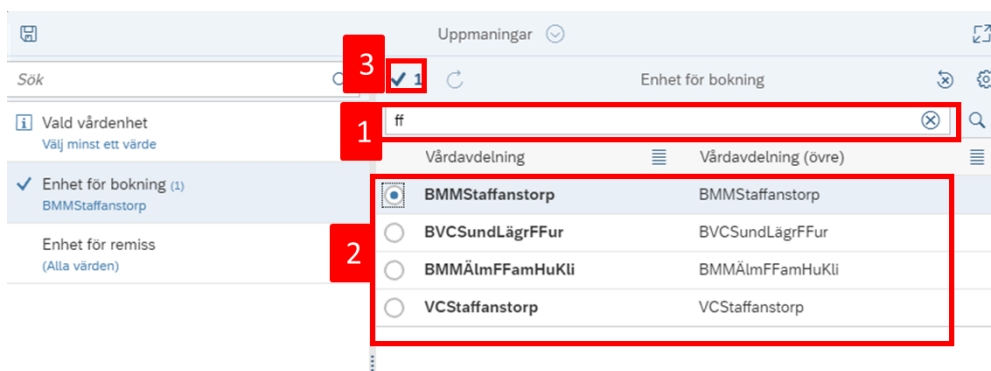 Uppmaningar
Sök
3
1
Enhet för bokning
1
ff
i Vald vårdenhet
Välj minst ett värde
Vårdavdelning Vårdavdelning (övre)
Enhet för bokning (1)
BMMStaffanstorp
Enhet för remiss
(Alla värden)
2
BMMStaffanstorp BMMStaffanstorp
BVCSundLägrFFur BVCSundLägrFFur
BMMÄlmFFamHuKli BMMÄlmFFamHuKli
VCStaffanstorp VCStaffanstorp